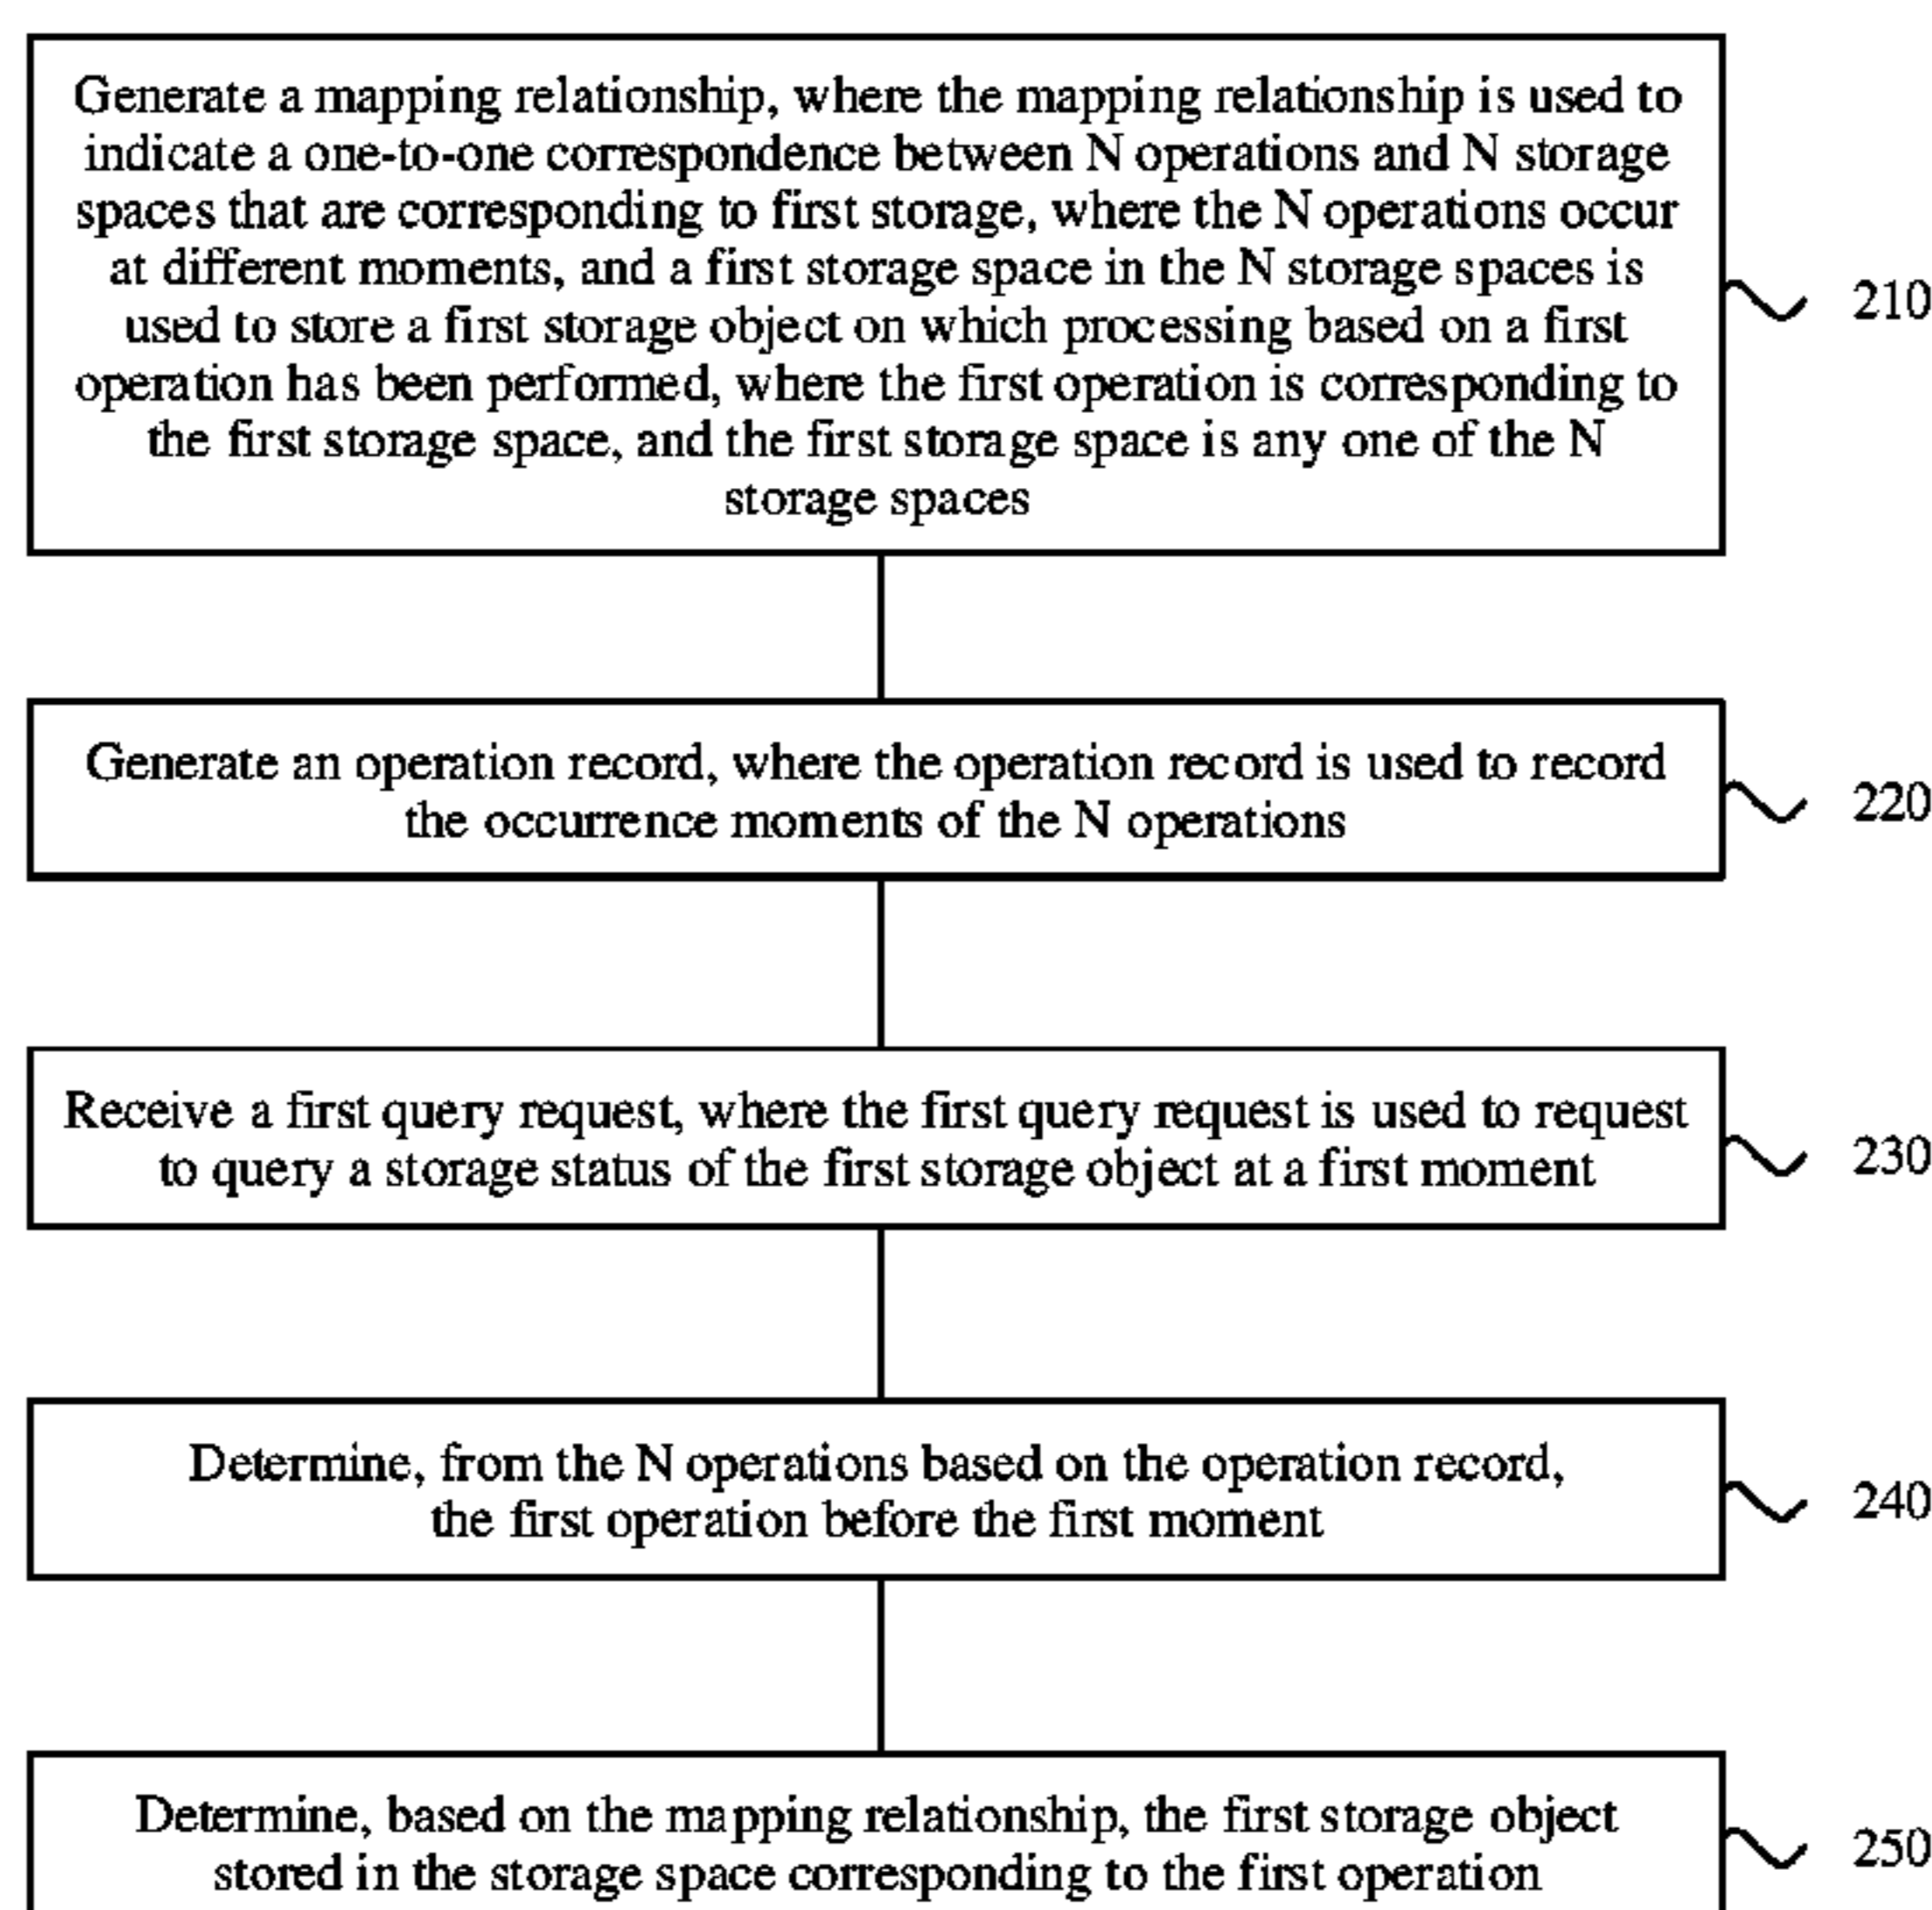 Generate a mapping relationship, where the mapping relationship is used to
indicate a one-to-one correspondence between N operations and N storage
spaces that are corresponding to first storage, where the N operations occur
at different moments, and a first storage space in the N storage spaces is
used to store a first storage object on which processing based on a first
operation has been performed, where the first operation is corresponding to
the first storage space, and the first storage space is any one of the N
storage spaces
210
Generate an operation record, where the operation record is used to record
the occurrence moments of the N operations
220
Receive a first query request, where the first query request is used to request
to query a storage status of the first storage object at a first moment
230
Determine, from the N operations based on the operation record,
the first operation before the first moment
240
Determine, based on the mapping relationship, the first storage object
stored in the storage space corresponding to the first operation
250